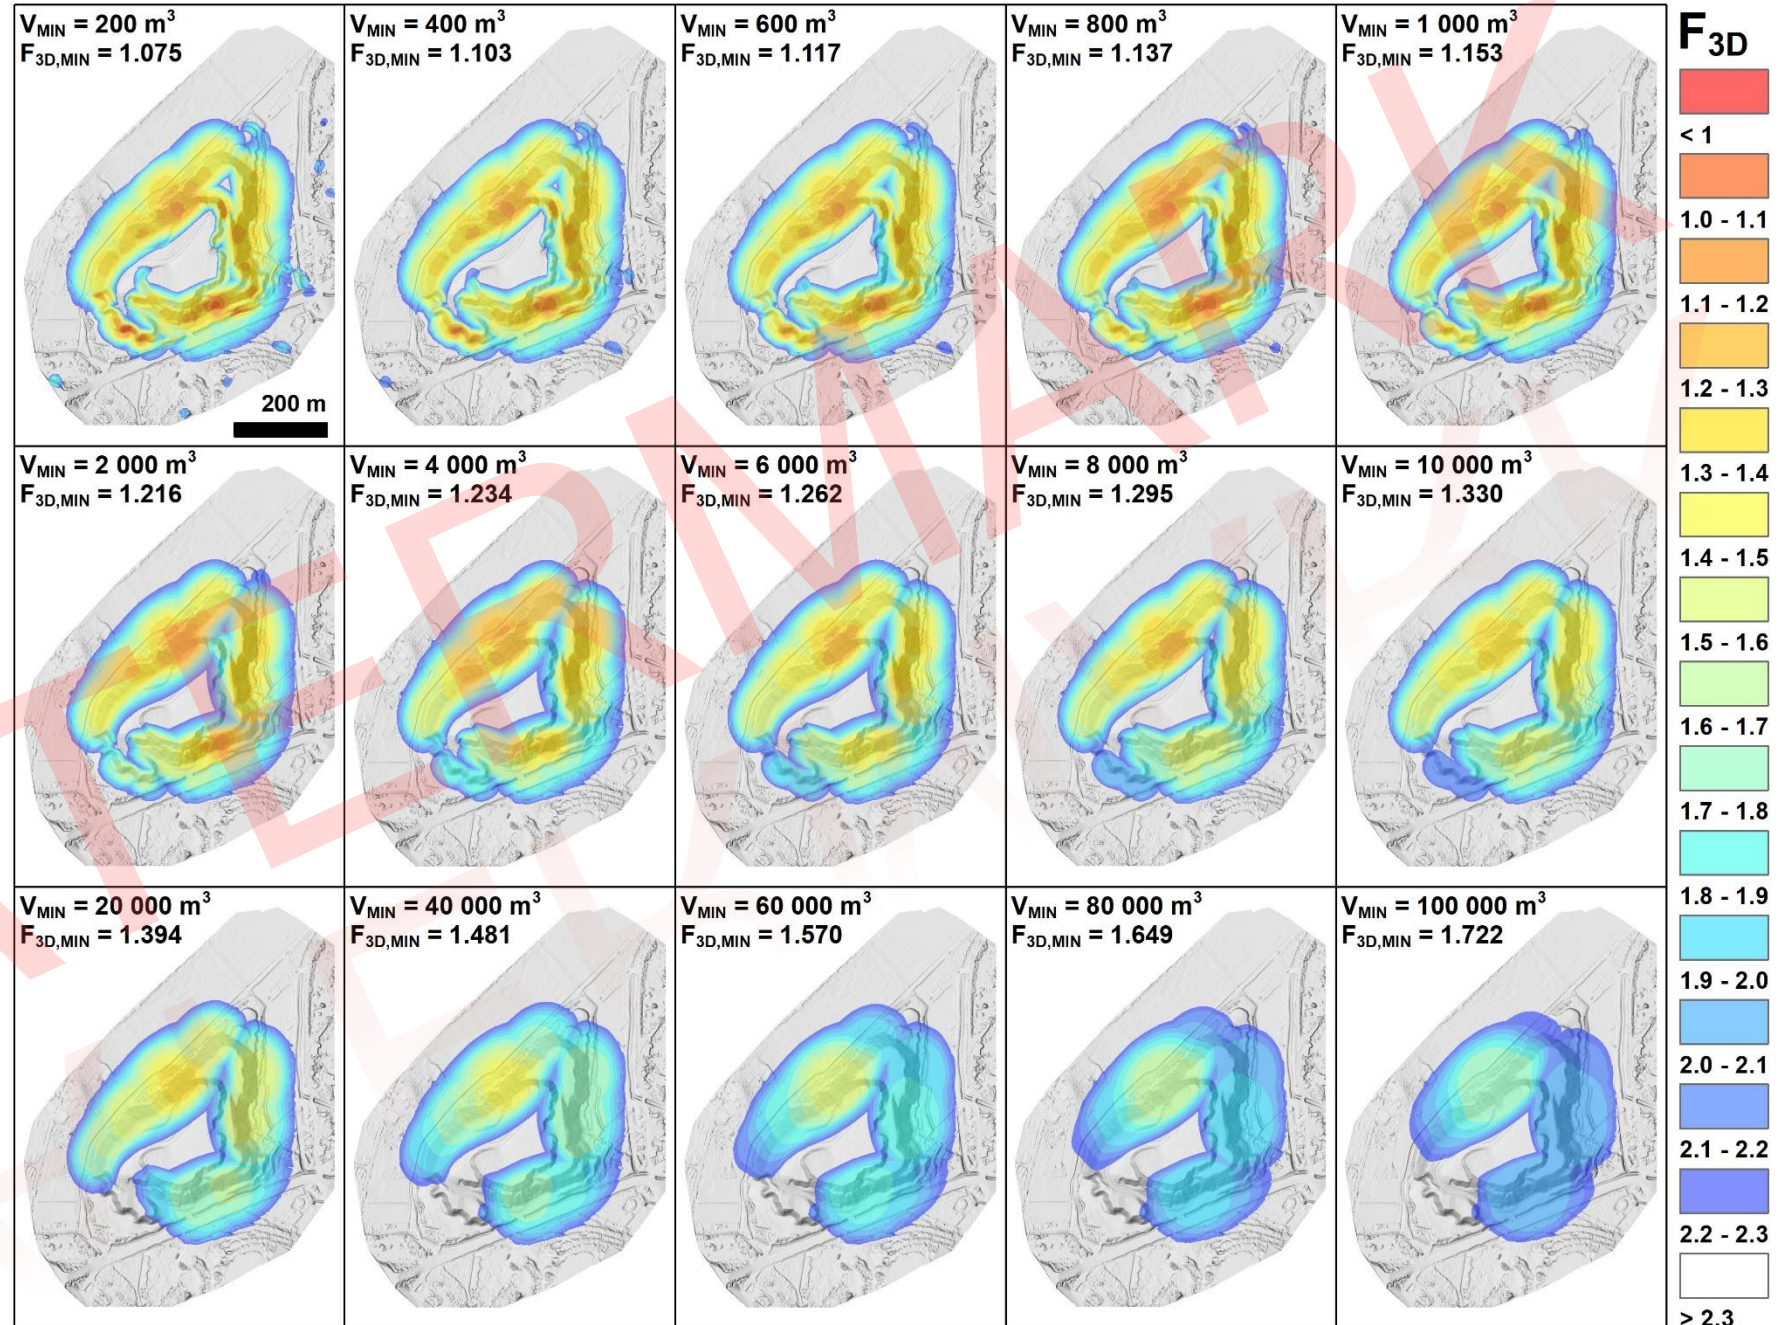 V_MIN = 200 m³
F_3D,MIN = 1.075
V_MIN = 400 m³
F_3D,MIN = 1.103
V_MIN = 600 m³
F_3D,MIN = 1.117
V_MIN = 800 m³
F_3D,MIN = 1.137
V_MIN = 1 000 m³
F_3D,MIN = 1.153
200 m
V_MIN = 2 000 m³
F_3D,MIN = 1.216
V_MIN = 4 000 m³
F_3D,MIN = 1.234
V_MIN = 6 000 m³
F_3D,MIN = 1.262
V_MIN = 8 000 m³
F_3D,MIN = 1.295
V_MIN = 10 000 m³
F_3D,MIN = 1.330
V_MIN = 20 000 m³
F_3D,MIN = 1.394
V_MIN = 40 000 m³
F_3D,MIN = 1.481
V_MIN = 60 000 m³
F_3D,MIN = 1.570
V_MIN = 80 000 m³
F_3D,MIN = 1.649
V_MIN = 100 000 m³
F_3D,MIN = 1.722
F_3D
< 1
1.0 - 1.1
1.1 - 1.2
1.2 - 1.3
1.3 - 1.4
1.4 - 1.5
1.5 - 1.6
1.6 - 1.7
1.7 - 1.8
1.8 - 1.9
1.9 - 2.0
2.0 - 2.1
2.1 - 2.2
2.2 - 2.3
> 2.3
ATERMARK